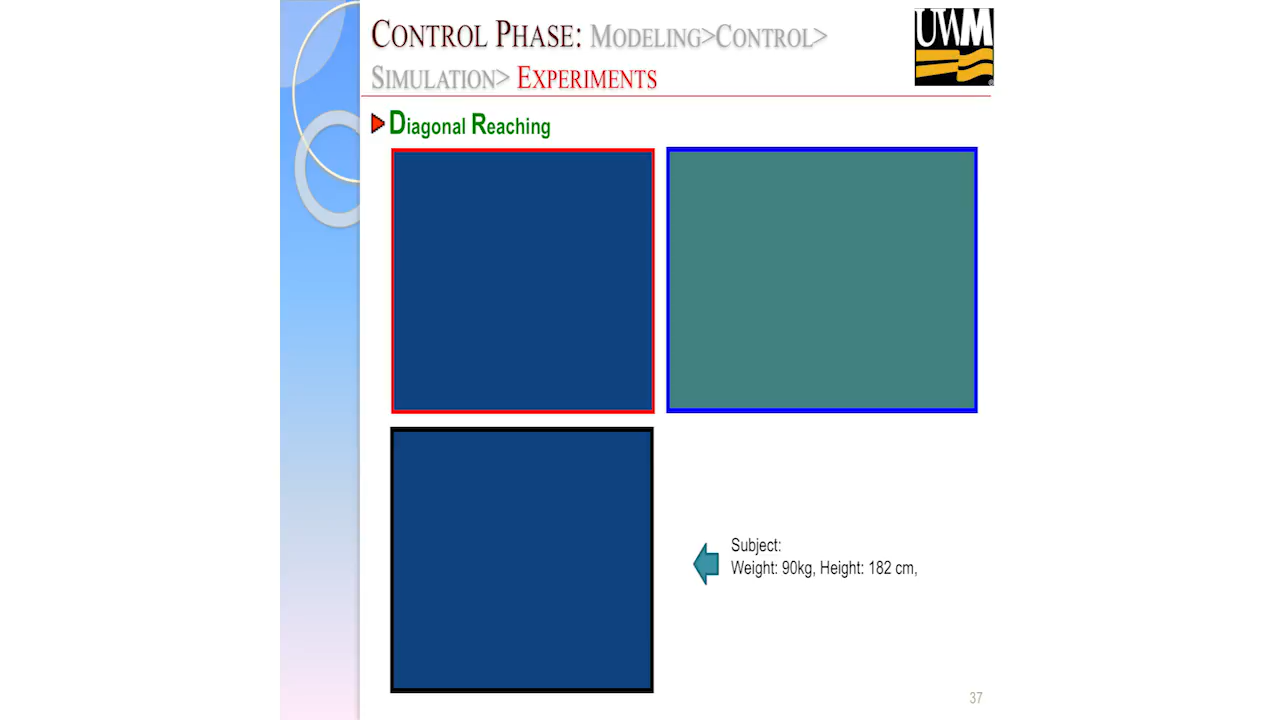 CONTROL PHASE: MODELING>CONTROL>
SIMULATION> EXPERIMENTS
UWM
Diagonal Reaching
Subject:
Weight: 90kg, Height: 182 cm,
37